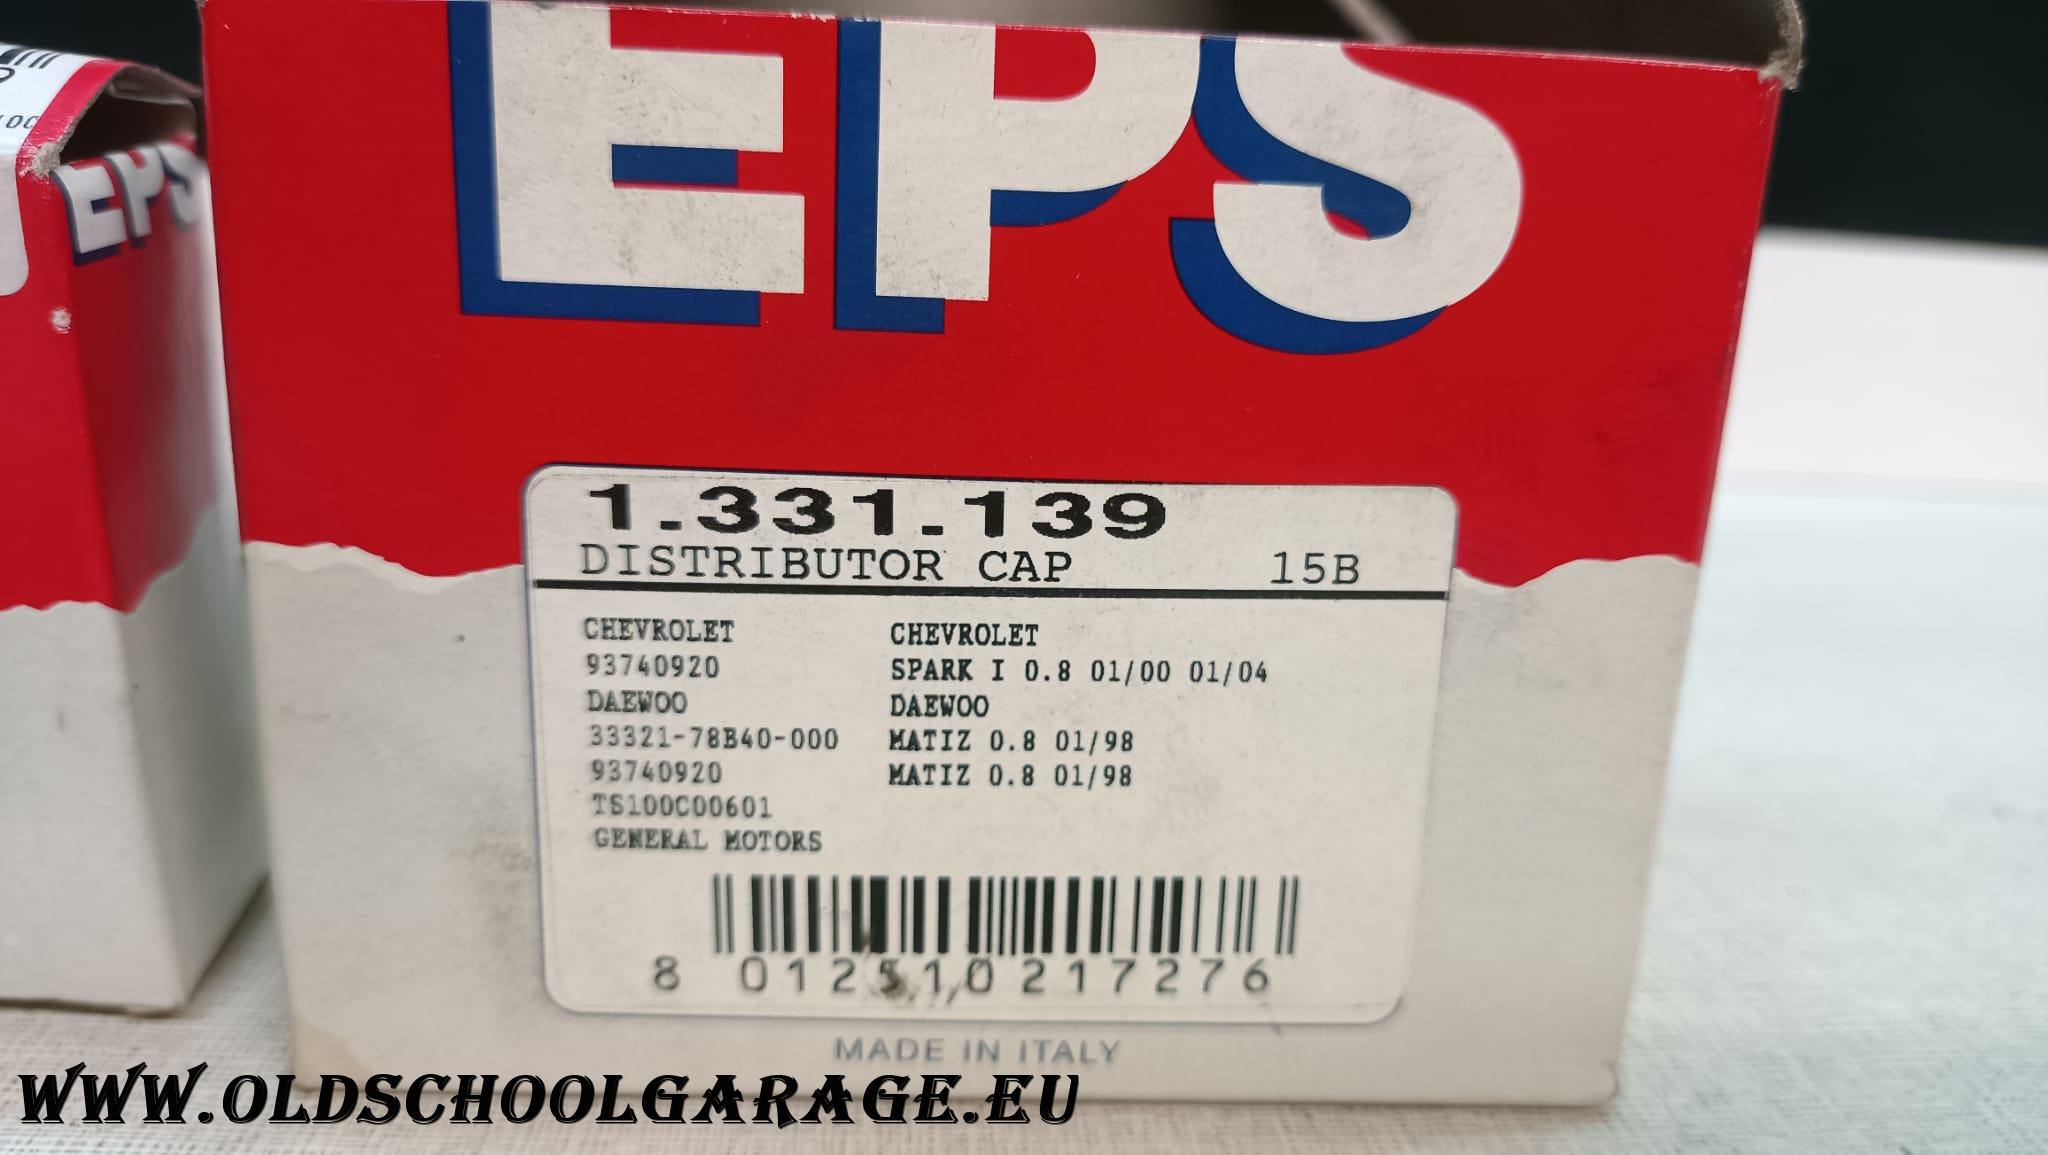 EPS
EPS
1.331.139
DISTRIBUTOR CAP 15B
CHEVROLET
93740920
DAEWOO
33321-78B40-000
93740920
TS100C00601
GENERAL MOTORS
CHEVROLET
SPARK I 0.8 01/00 01/04
DAEWOO
MATIZ 0.8 01/98
MATIZ 0.8 01/98
8 012510 217276
MADE IN ITALY
WWW.OLDSCHOOLGARAGE.EU